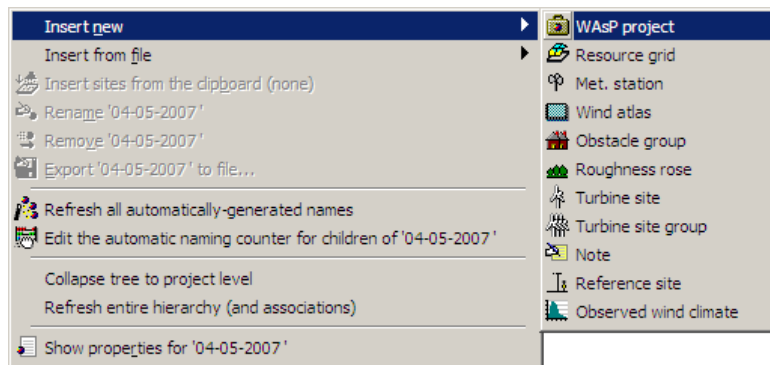 Insert new
Insert from file
Insert sites from the clipboard (none)
Rename '04-05-2007'
Remove '04-05-2007'
Export '04-05-2007' to file...
Refresh all automatically-generated names
Edit the automatic naming counter for children of '04-05-2007'
Collapse tree to project level
Refresh entire hierarchy (and associations)
Show properties for '04-05-2007'
WAsP project
Resource grid
Met. station
Wind atlas
Obstacle group
Roughness rose
Turbine site
Turbine site group
Note
Reference site
Observed wind climate